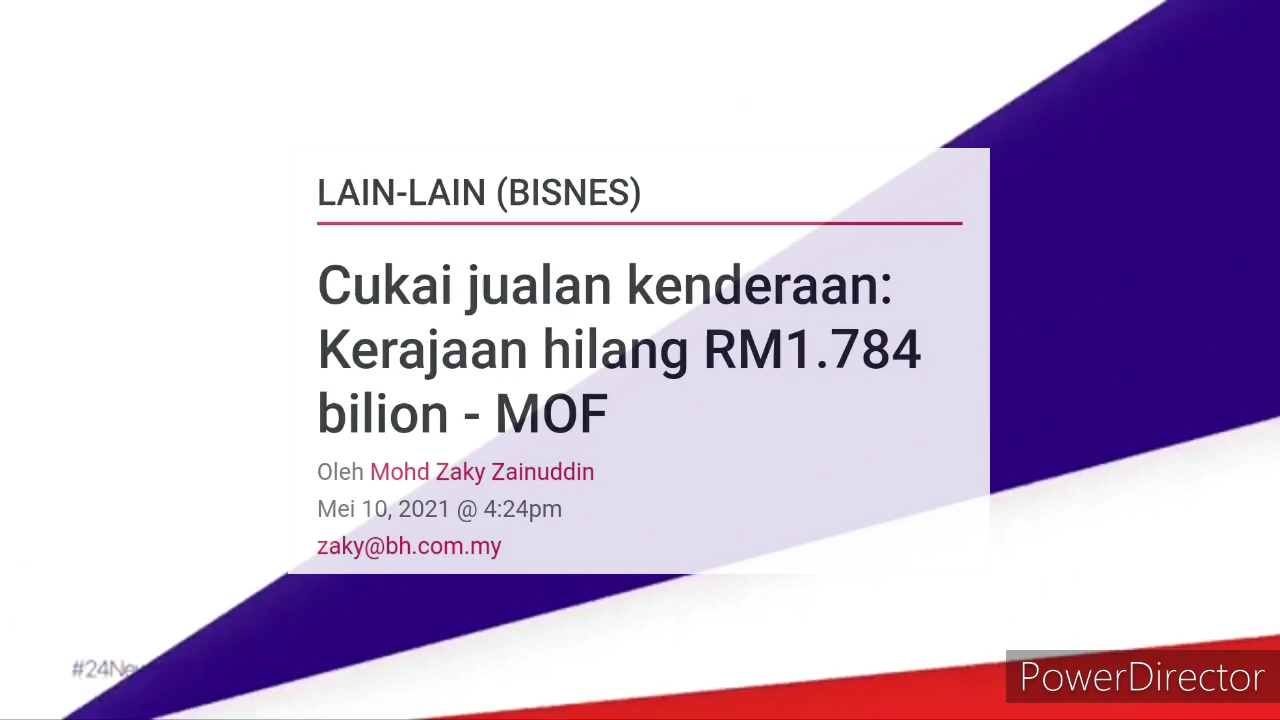 LAIN-LAIN (BISNES)
Cukai jualan kenderaan:
Kerajaan hilang RM1.784
bilion - MOF
Oleh Mohd Zaky Zainuddin
Mei 10, 2021 @ 4:24pm
zaky@bh.com.my
PowerDirector